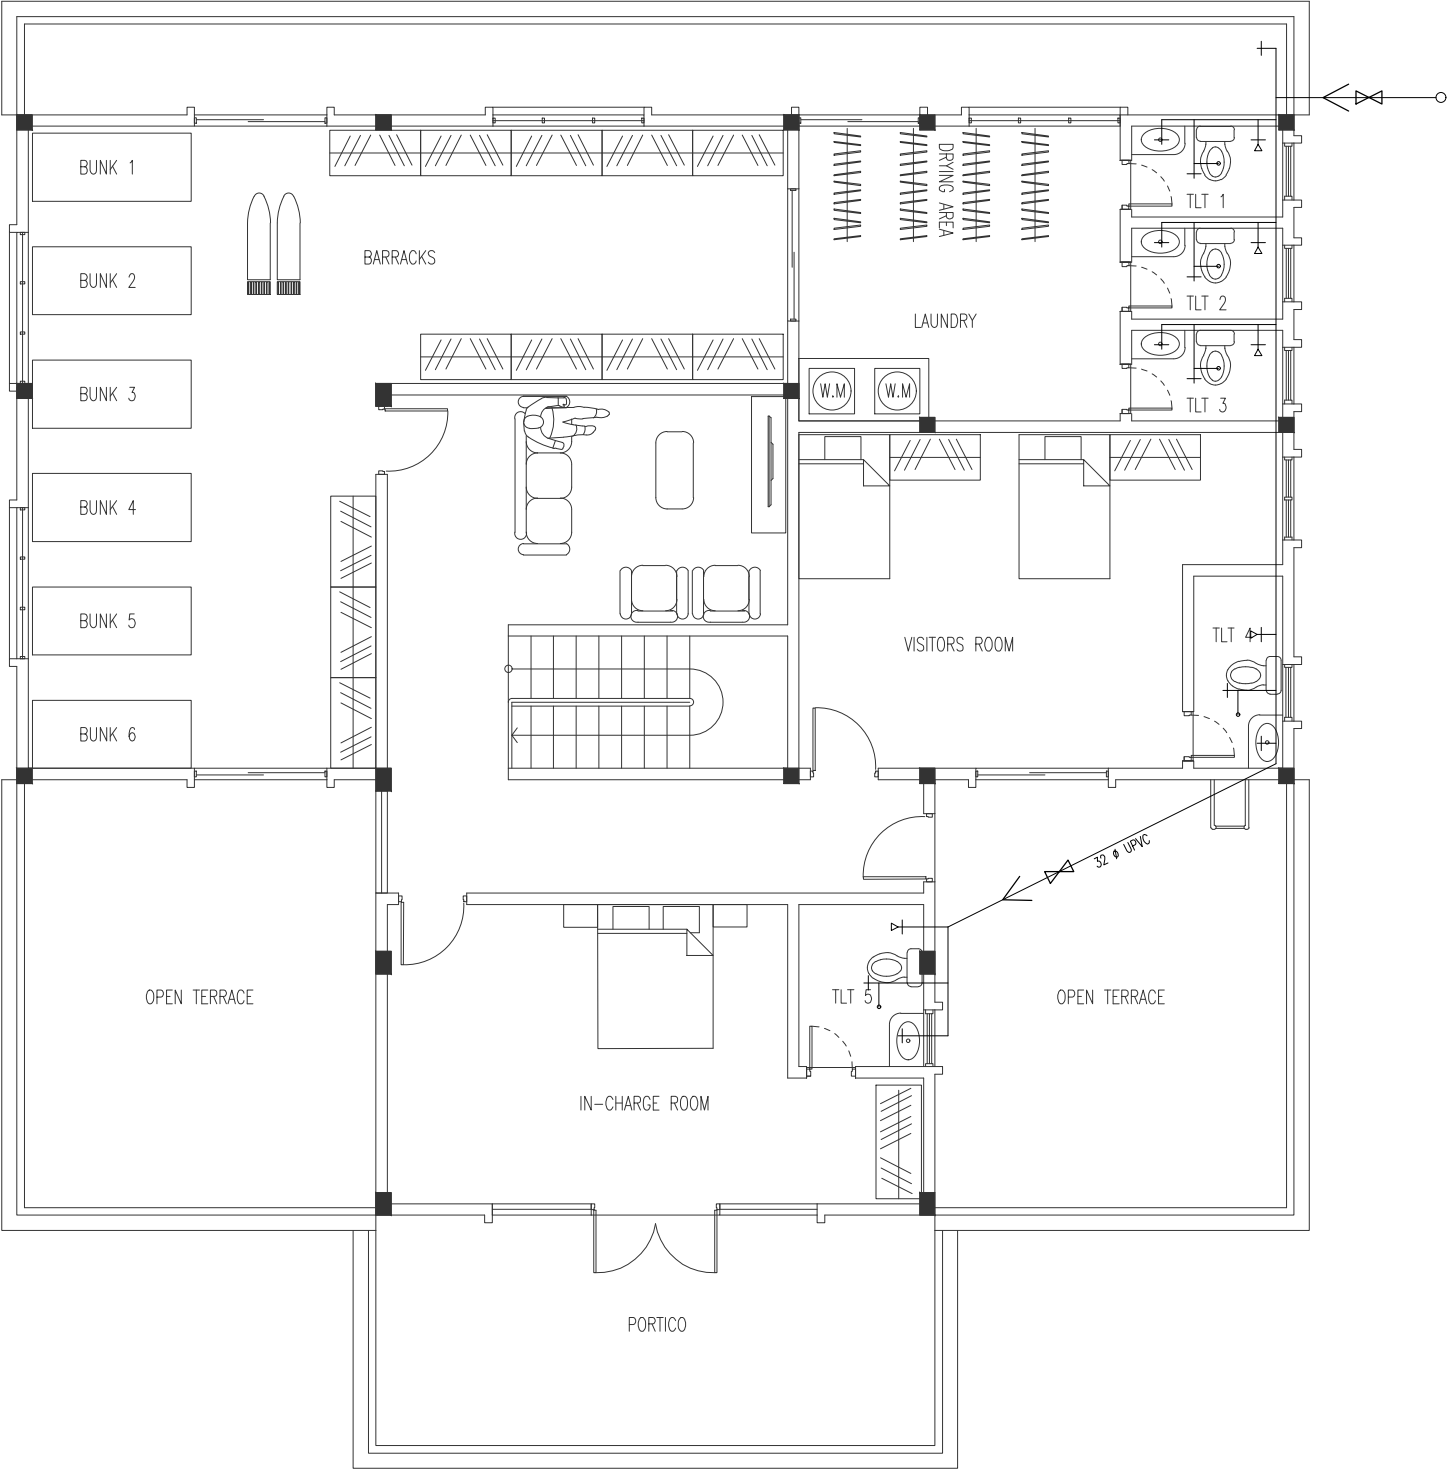 BUNK 1
BUNK 2
BUNK 3
BUNK 4
BUNK 5
BUNK 6
BARRACKS
DRYING AREA
LAUNDRY
W.M
W.M
TLT 1
TLT 2
TLT 3
VISITORS ROOM
TLT 4
32 Ø UPVC
OPEN TERRACE
TLT 5
OPEN TERRACE
IN-CHARGE ROOM
PORTICO